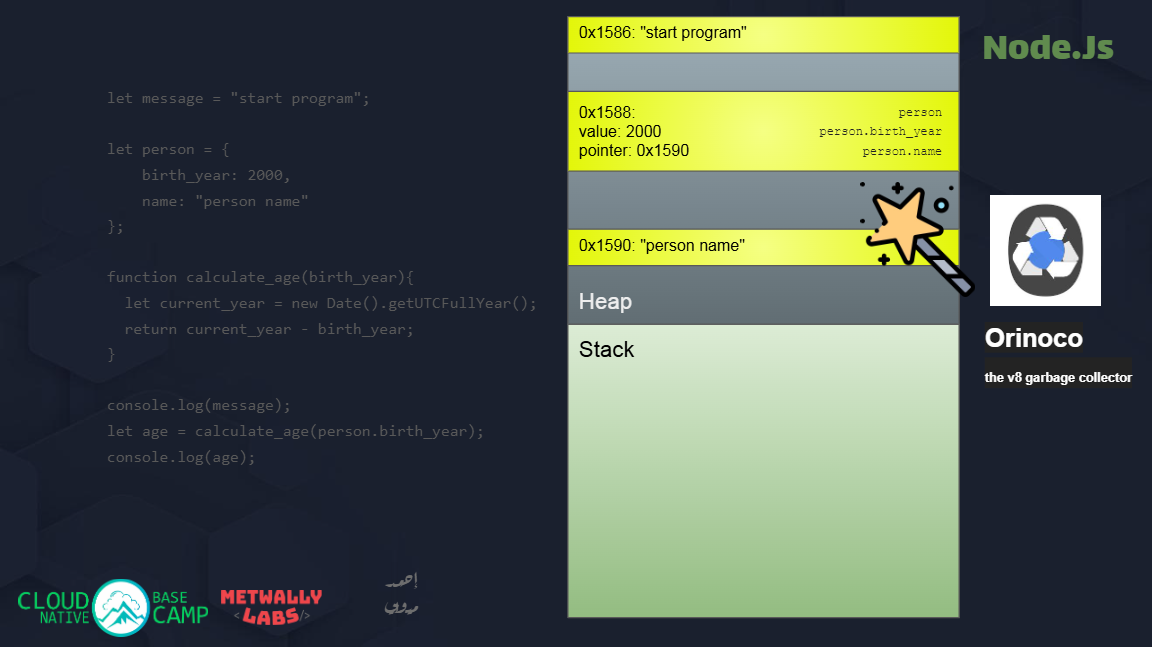 let message = "start program";
let person = {
birth_year: 2000,
name: "person name"
};
function calculate_age(birth_year){
let current_year = new Date().getUTCFullYear();
return current_year - birth_year;
}
console.log(message);
let age = calculate_age(person.birth_year);
console.log(age);
0x1586: "start program"
0x1588:
person
value: 2000
person.birth_year
pointer: 0x1590
person.name
0x1590: "person name"
Heap
Stack
Node.Js
Orinoco
the v8 garbage collector
CLOUD
NATIVE
BASE
CAMP
METWALLY
<LABS/>
أحمد